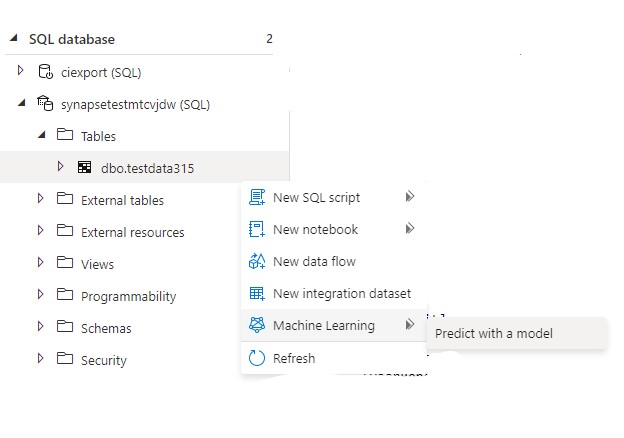 SQL database 2
ciexport (SQL)
synapsetestmtcvjdw (SQL)
Tables
dbo.testdata315
External tables
External resources
Views
Programmability
Schemas
Security
New SQL script
New notebook
New data flow
New integration dataset
Machine Learning
Refresh
Predict with a model